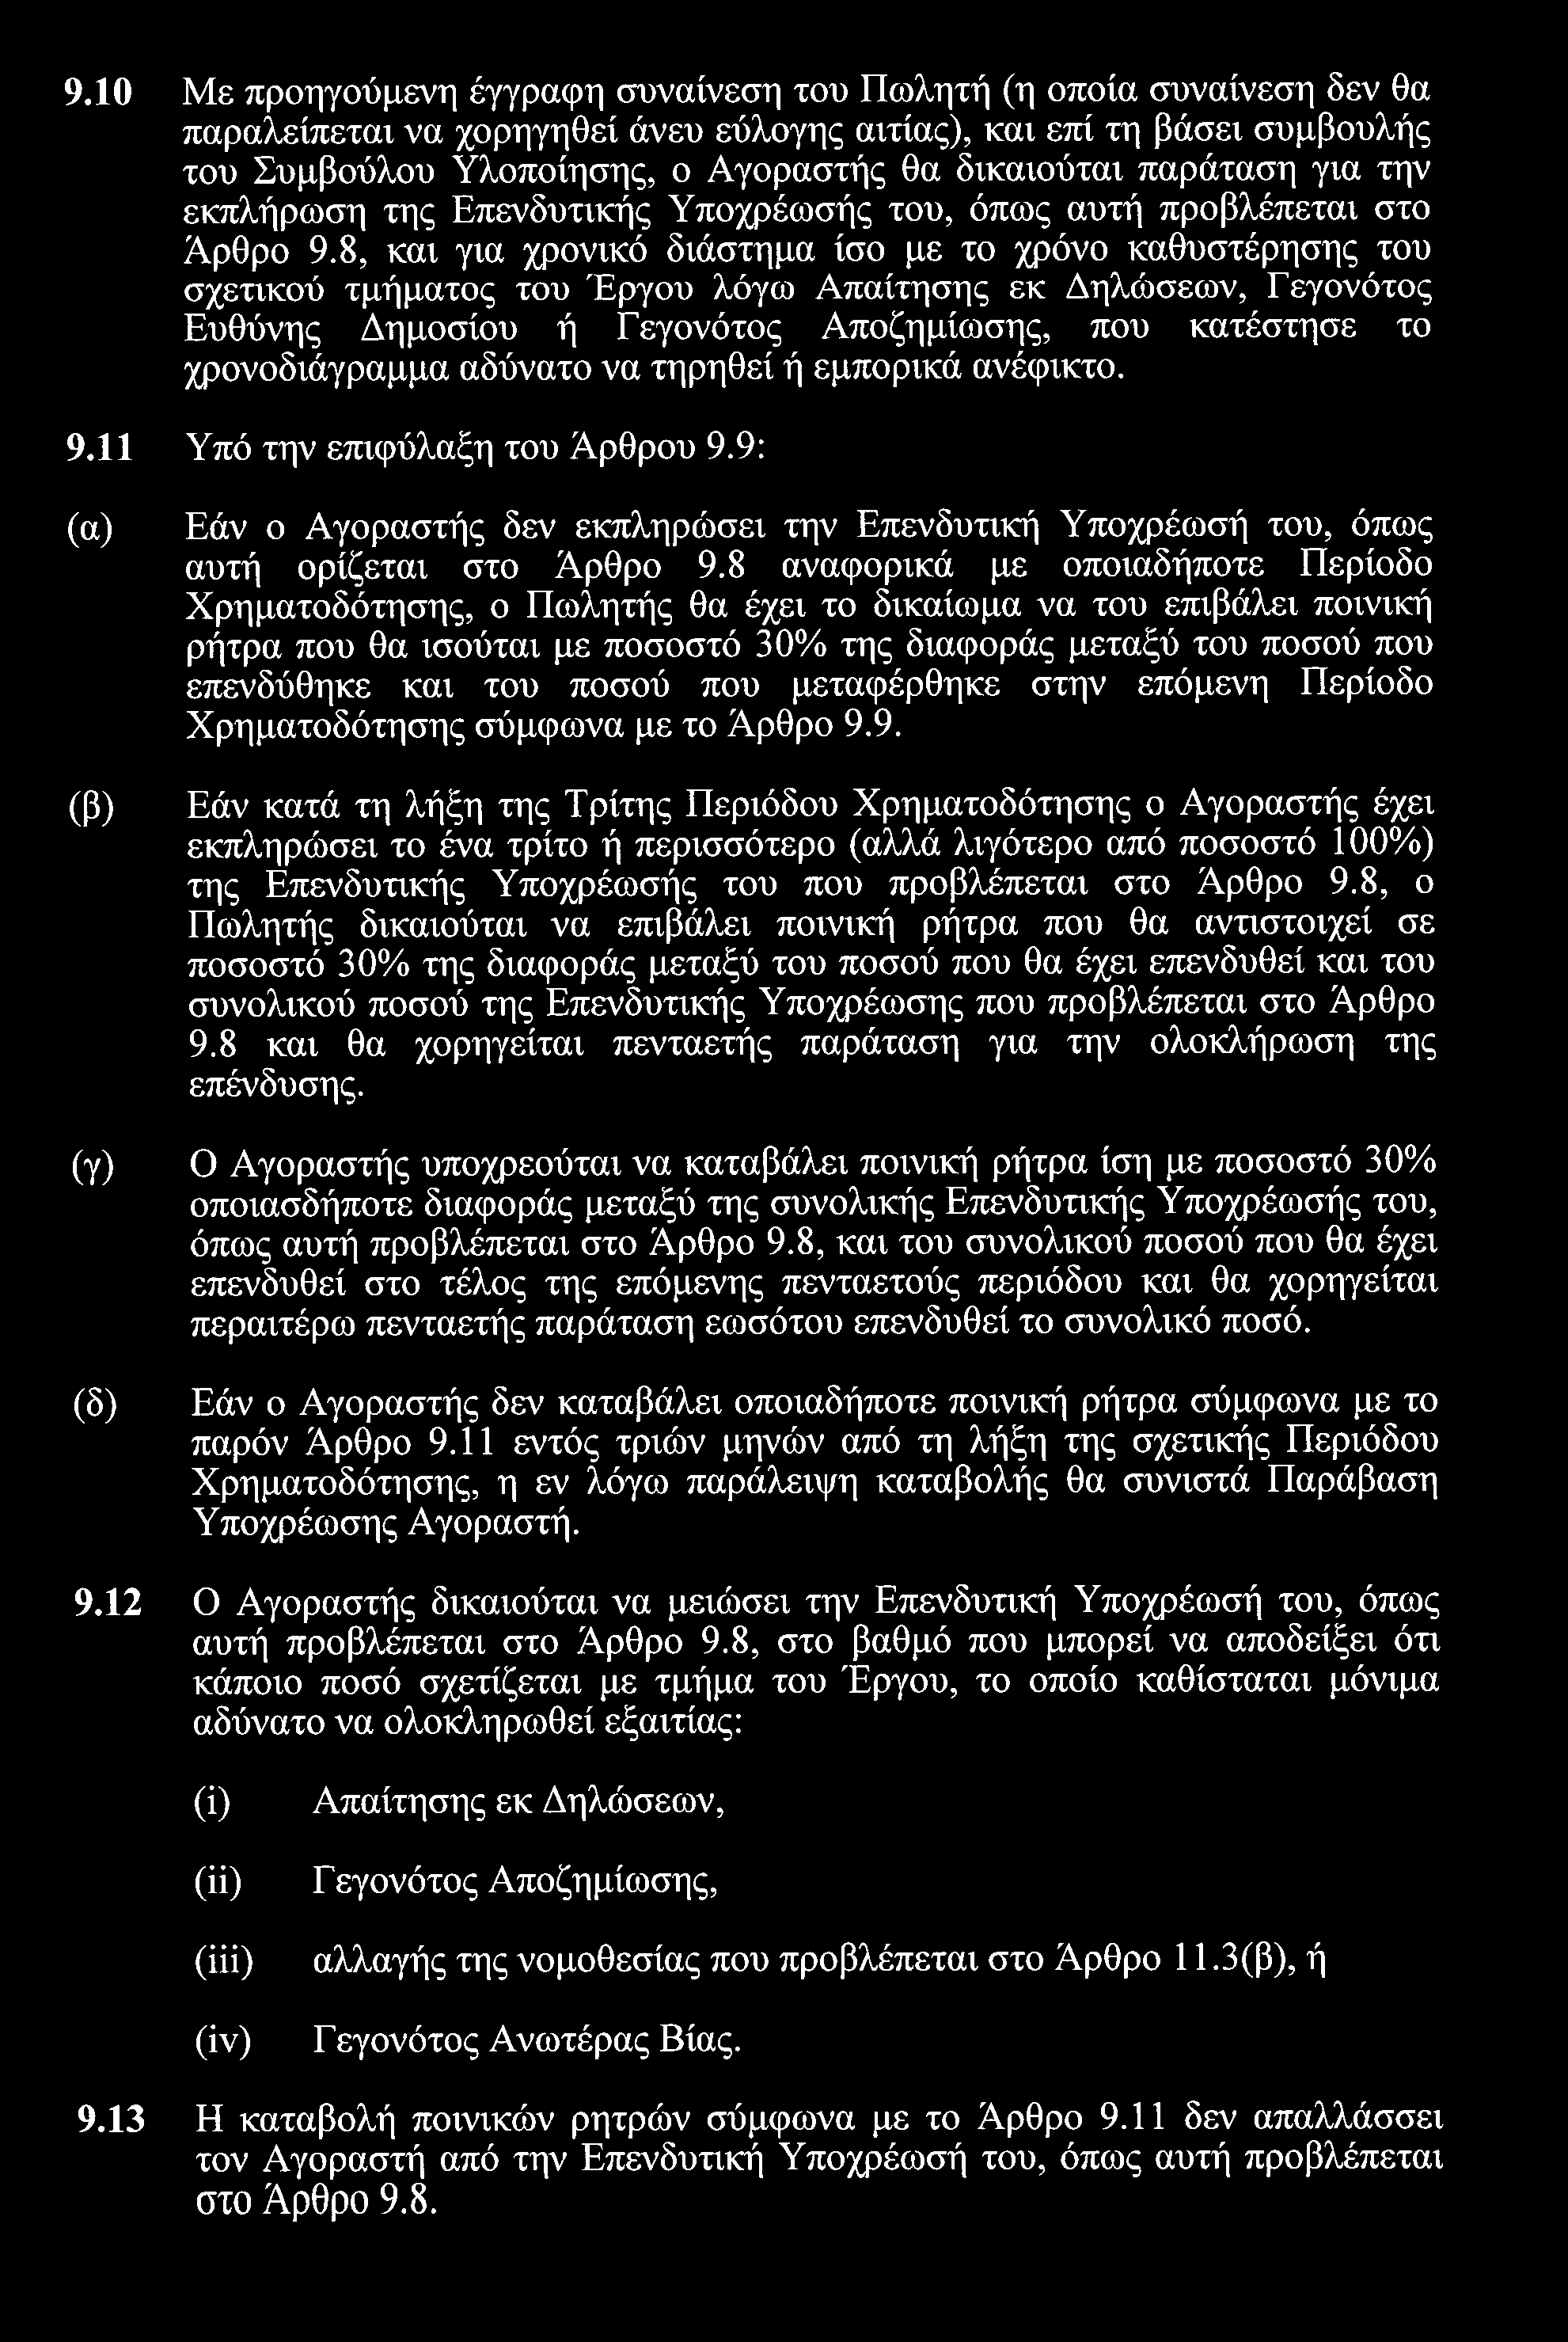 9.10 Με προηγούμενη έγγραφη συναίνεση του Πωλητή (η οποία συναίνεση δεν θα
παραλείπεται να χορηγηθεί άνευ εύλογης αιτίας), και επί τη βάσει συμβουλής
του Συμβούλου Υλοποίησης, ο Αγοραστής θα δικαιούται παράταση για την
εκπλήρωση της Επενδυτικής Υποχρέωσής του, όπως αυτή προβλέπεται στο
Άρθρο 9.8, και για χρονικό διάστημα ίσο με το χρόνο καθυστέρησης του
σχετικού τμήματος του Έργου λόγω Απαίτησης εκ Δηλώσεων, Γεγονότος
Ευθύνης Δημοσίου ή Γεγονότος Αποζημίωσης, που κατέστησε το
χρονοδιάγραμμα αδύνατο να τηρηθεί ή εμπορικά ανέφικτο.
9.11 Υπό την επιφύλαξη του Άρθρου 9.9:
(α) Εάν ο Αγοραστής δεν εκπληρώσει την Επενδυτική Υποχρέωσή του, όπως
αυτή ορίζεται στο Άρθρο 9.8 αναφορικά με οποιαδήποτε Περίοδο
Χρηματοδότησης, ο Πωλητής θα έχει το δικαίωμα να του επιβάλει ποινική
ρήτρα που θα ισούται με ποσοστό 30% της διαφοράς μεταξύ του ποσού που
επενδύθηκε και του ποσού που μεταφέρθηκε στην επόμενη Περίοδο
Χρηματοδότησης σύμφωνα με το Άρθρο 9.9.
(β) Εάν κατά τη λήξη της Τρίτης Περιόδου Χρηματοδότησης ο Αγοραστής έχει
εκπληρώσει το ένα τρίτο ή περισσότερο (αλλά λιγότερο από ποσοστό 100%)
της Επενδυτικής Υποχρέωσής του που προβλέπεται στο Άρθρο 9.8, ο
Πωλητής δικαιούται να επιβάλει ποινική ρήτρα που θα αντιστοιχεί σε
ποσοστό 30% της διαφοράς μεταξύ του ποσού που θα έχει επενδυθεί και του
συνολικού ποσού της Επενδυτικής Υποχρέωσης που προβλέπεται στο Άρθρο
9.8 και θα χορηγείται πενταετής παράταση για την ολοκλήρωση της
επένδυσης.
(γ) Ο Αγοραστής υποχρεούται να καταβάλει ποινική ρήτρα ίση με ποσοστό 30%
οποιασδήποτε διαφοράς μεταξύ της συνολικής Επενδυτικής Υποχρέωσής του,
όπως αυτή προβλέπεται στο Άρθρο 9.8, και του συνολικού ποσού που θα έχει
επενδυθεί στο τέλος της επόμενης πενταετούς περιόδου και θα χορηγείται
περαιτέρω πενταετής παράταση εωσότου επενδυθεί το συνολικό ποσό.
(δ) Εάν ο Αγοραστής δεν καταβάλει οποιαδήποτε ποινική ρήτρα σύμφωνα με το
παρόν Άρθρο 9.11 εντός τριών μηνών από τη λήξη της σχετικής Περιόδου
Χρηματοδότησης, η εν λόγω παράλειψη καταβολής θα συνιστά Παράβαση
Υποχρέωσης Αγοραστή.
9.12 Ο Αγοραστής δικαιούται να μειώσει την Επενδυτική Υποχρέωσή του, όπως
αυτή προβλέπεται στο Άρθρο 9.8, στο βαθμό που μπορεί να αποδείξει ότι
κάποιο ποσό σχετίζεται με τμήμα του Έργου, το οποίο καθίσταται μόνιμα
αδύνατο να ολοκληρωθεί εξαιτίας:
(i) Απαίτησης εκ Δηλώσεων,
(ii) Γεγονότος Αποζημίωσης,
(iii) αλλαγής της νομοθεσίας που προβλέπεται στο Άρθρο 11.3(β), ή
(iv) Γεγονότος Ανωτέρας Βίας.
9.13 Η καταβολή ποινικών ρητρών σύμφωνα με το Άρθρο 9.11 δεν απαλλάσσει
τον Αγοραστή από την Επενδυτική Υποχρέωσή του, όπως αυτή προβλέπεται
στο Άρθρο 9.8.